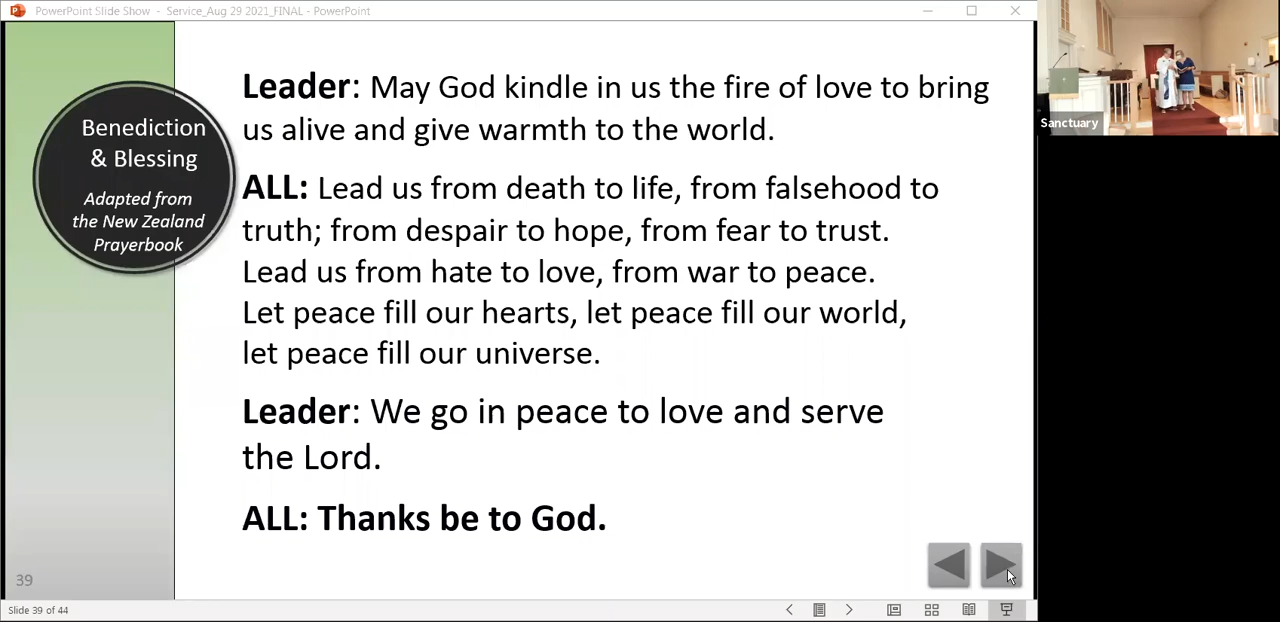 PowerPoint Slide Show - Service_Aug 29 2021_FINAL - PowerPoint
Benediction
& Blessing
Adapted from
the New Zealand
Prayerbook
Leader: May God kindle in us the fire of love to bring
us alive and give warmth to the world.
ALL: Lead us from death to life, from falsehood to
truth; from despair to hope, from fear to trust.
Lead us from hate to love, from war to peace.
Let peace fill our hearts, let peace fill our world,
let peace fill our universe.
Leader: We go in peace to love and serve
the Lord.
ALL: Thanks be to God.
39
Slide 39 of 44
Sanctuary